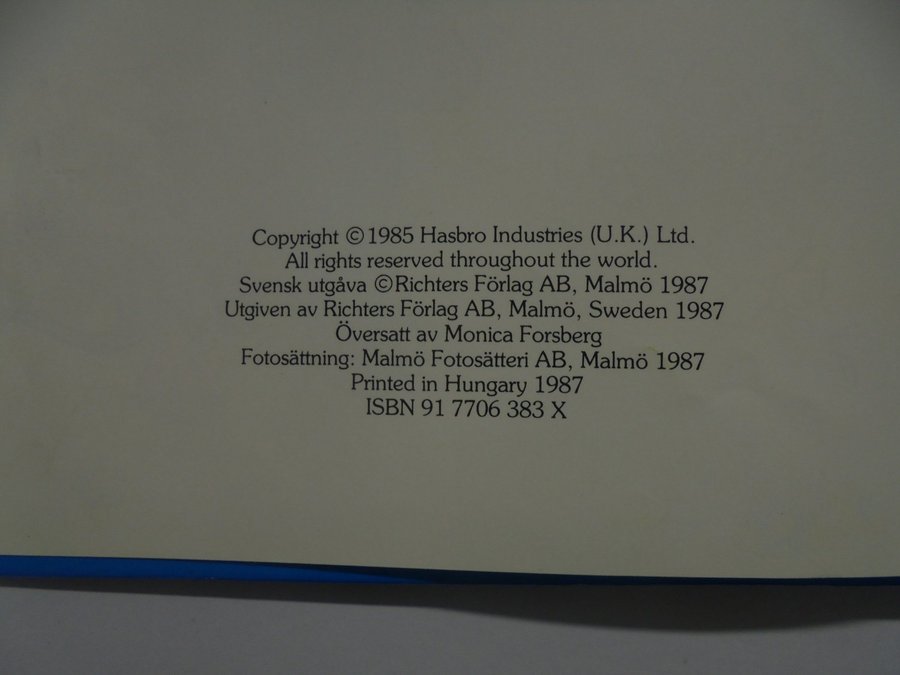 Copyright ©1985 Hasbro Industries (U.K.) Ltd.
All rights reserved throughout the world.
Svensk utgåva ©Richters Förlag AB, Malmö 1987
Utgiven av Richters Förlag AB, Malmö, Sweden 1987
Översatt av Monica Forsberg
Fotosättning: Malmö Fotosätteri AB, Malmö 1987
Printed in Hungary 1987
ISBN 91 7706 383 X